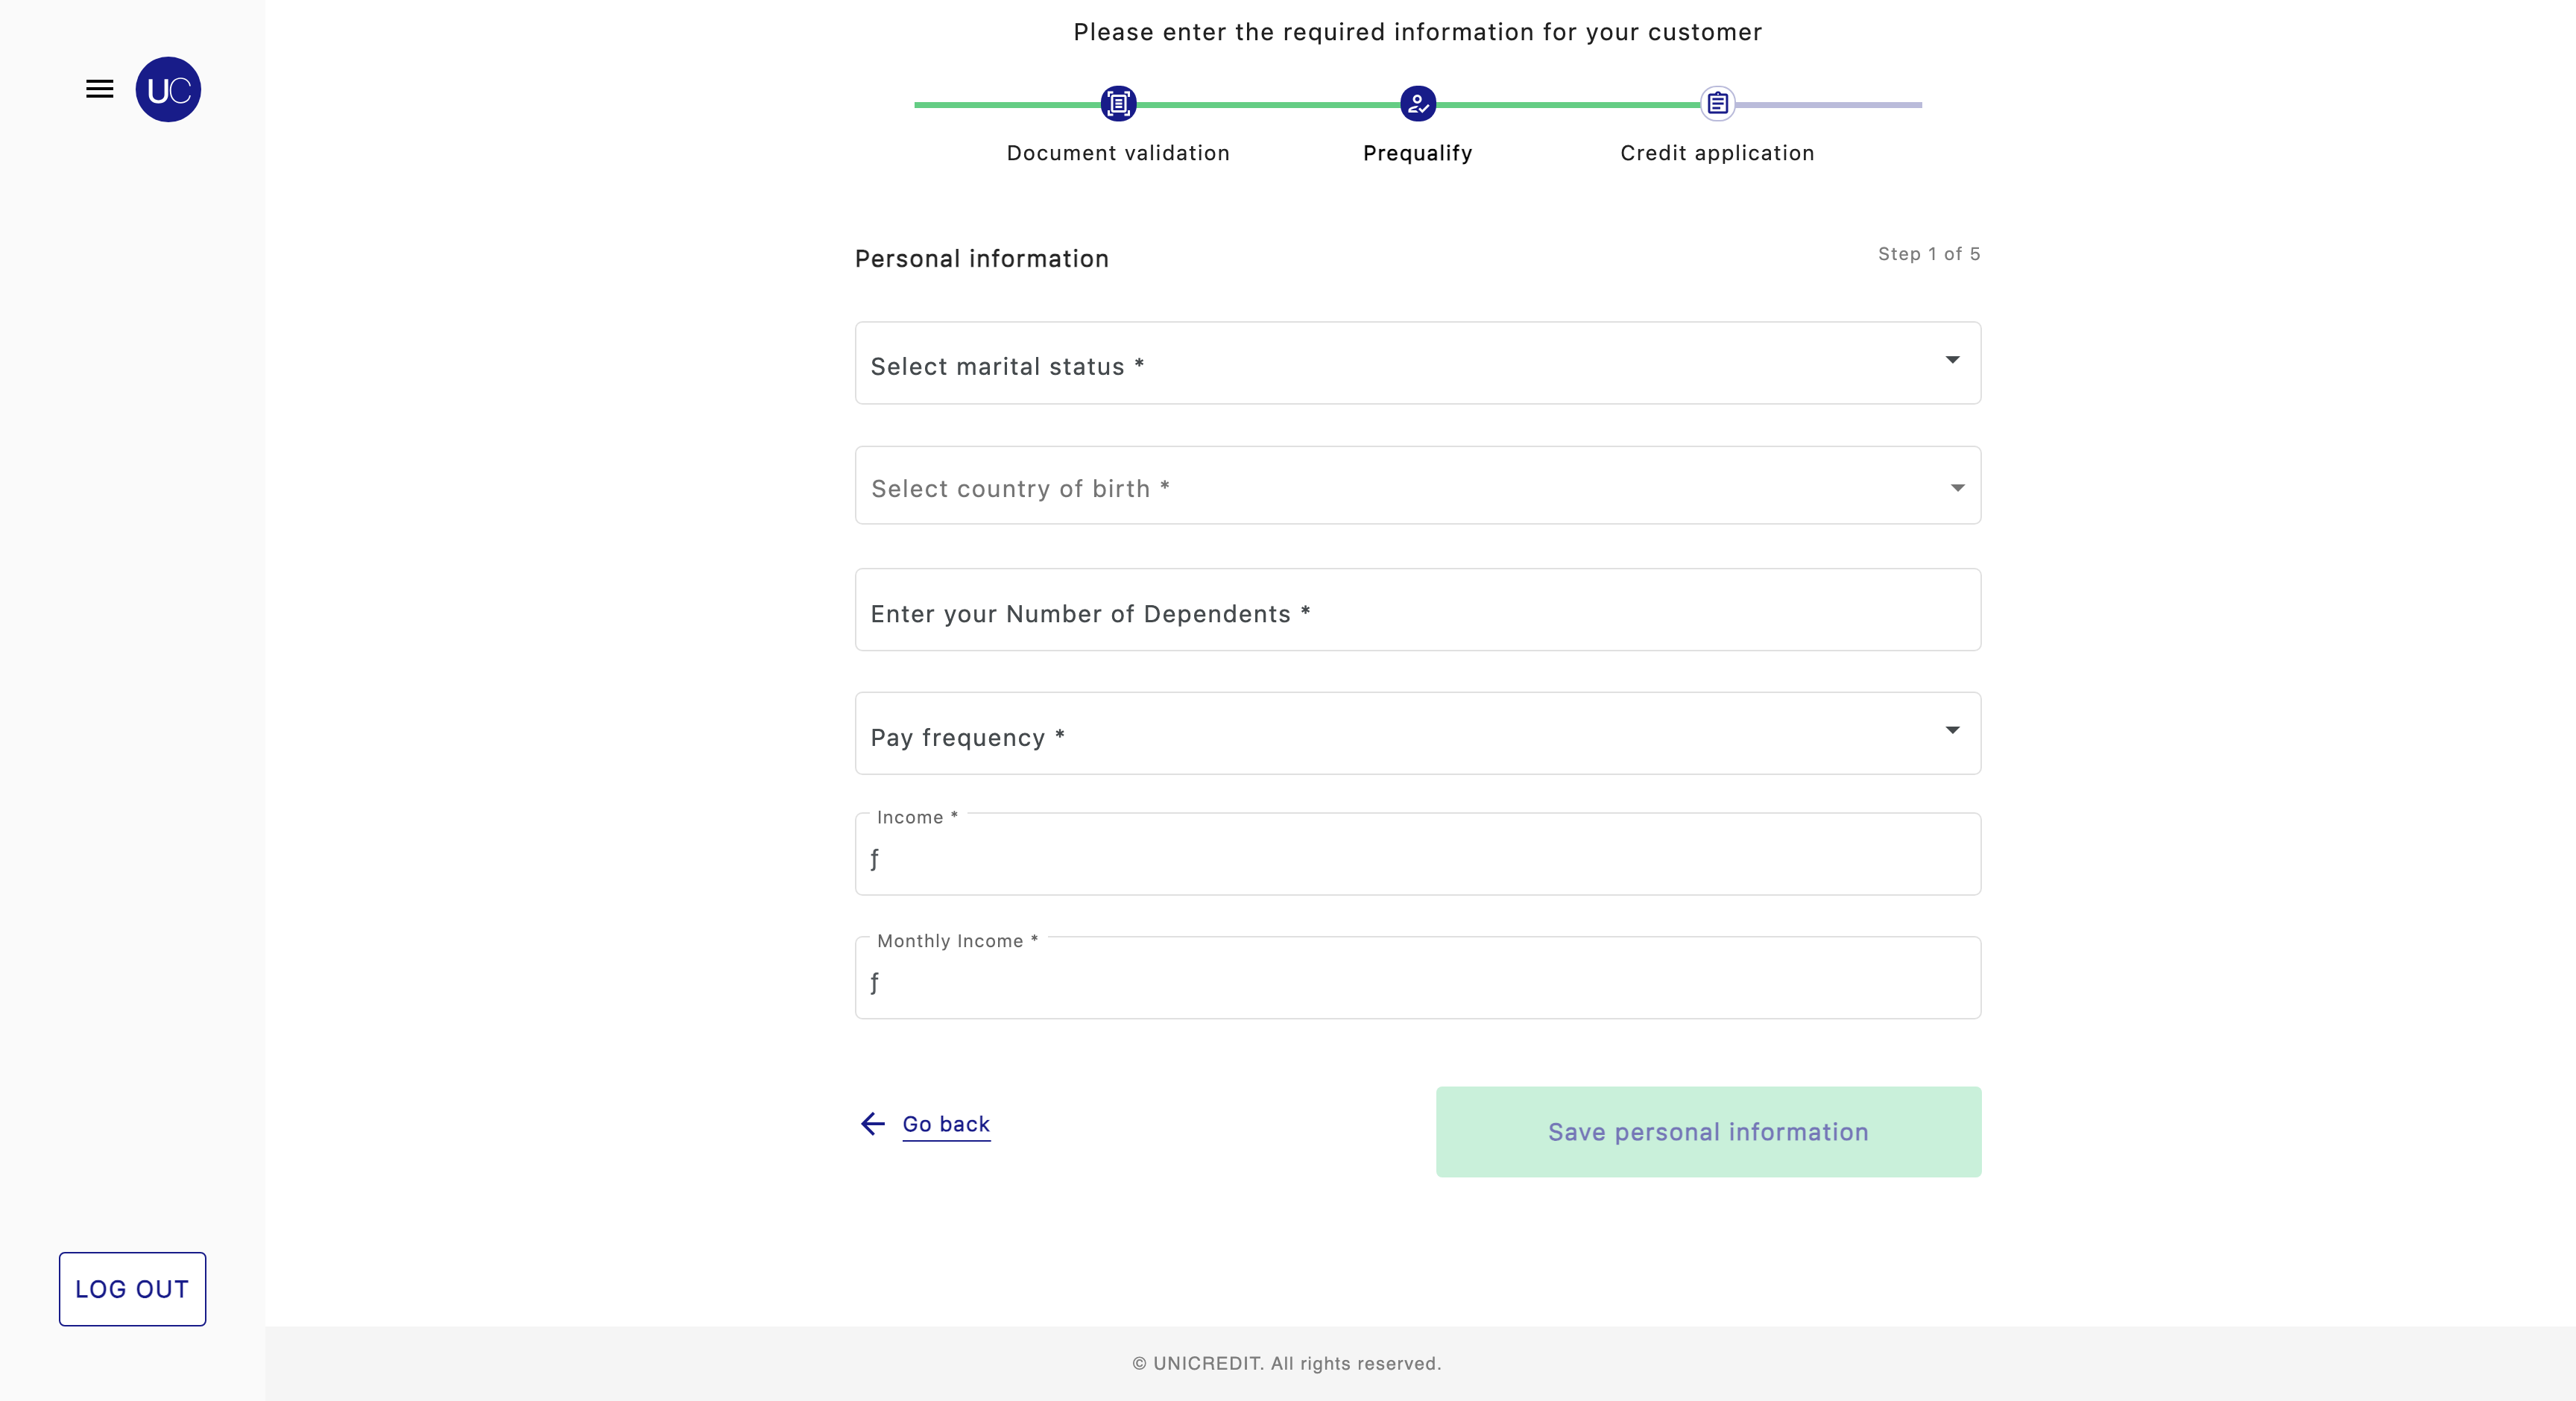 Please enter the required information for your customer
UC
Document validation
Prequalify
Credit application
Personal information
Step 1 of 5
Select marital status *
Select country of birth *
Enter your Number of Dependents *
Pay frequency *
Income *
ƒ
Monthly Income *
ƒ
Go back
Save personal information
LOG OUT
© UNICREDIT. All rights reserved.